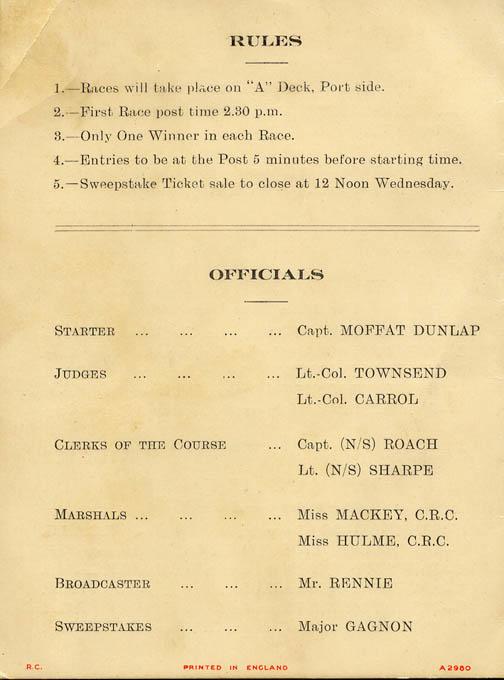 RULES
1.—Races will take place on "A" Deck, Port side.
2.—First Race post time 2.30 p.m.
3.—Only One Winner in each Race.
4.—Entries to be at the Post 5 minutes before starting time.
5.—Sweepstake Ticket sale to close at 12 Noon Wednesday.
OFFICIALS
STARTER ... ... ... ... Capt. MOFFAT DUNLAP
JUDGES ... ... ... ... Lt.-Col. TOWNSEND
Lt.-Col. CARROL
CLERKS OF THE COURSE ... Capt. (N/S) ROACH
Lt. (N/S) SHARPE
MARSHALS ... ... ... ... Miss MACKEY, C.R.C.
Miss HULME, C.R.C.
BROADCASTER ... ... ... Mr. RENNIE
SWEEPSTAKES ... ... ... Major GAGNON
R.C. PRINTED IN ENGLAND A2980